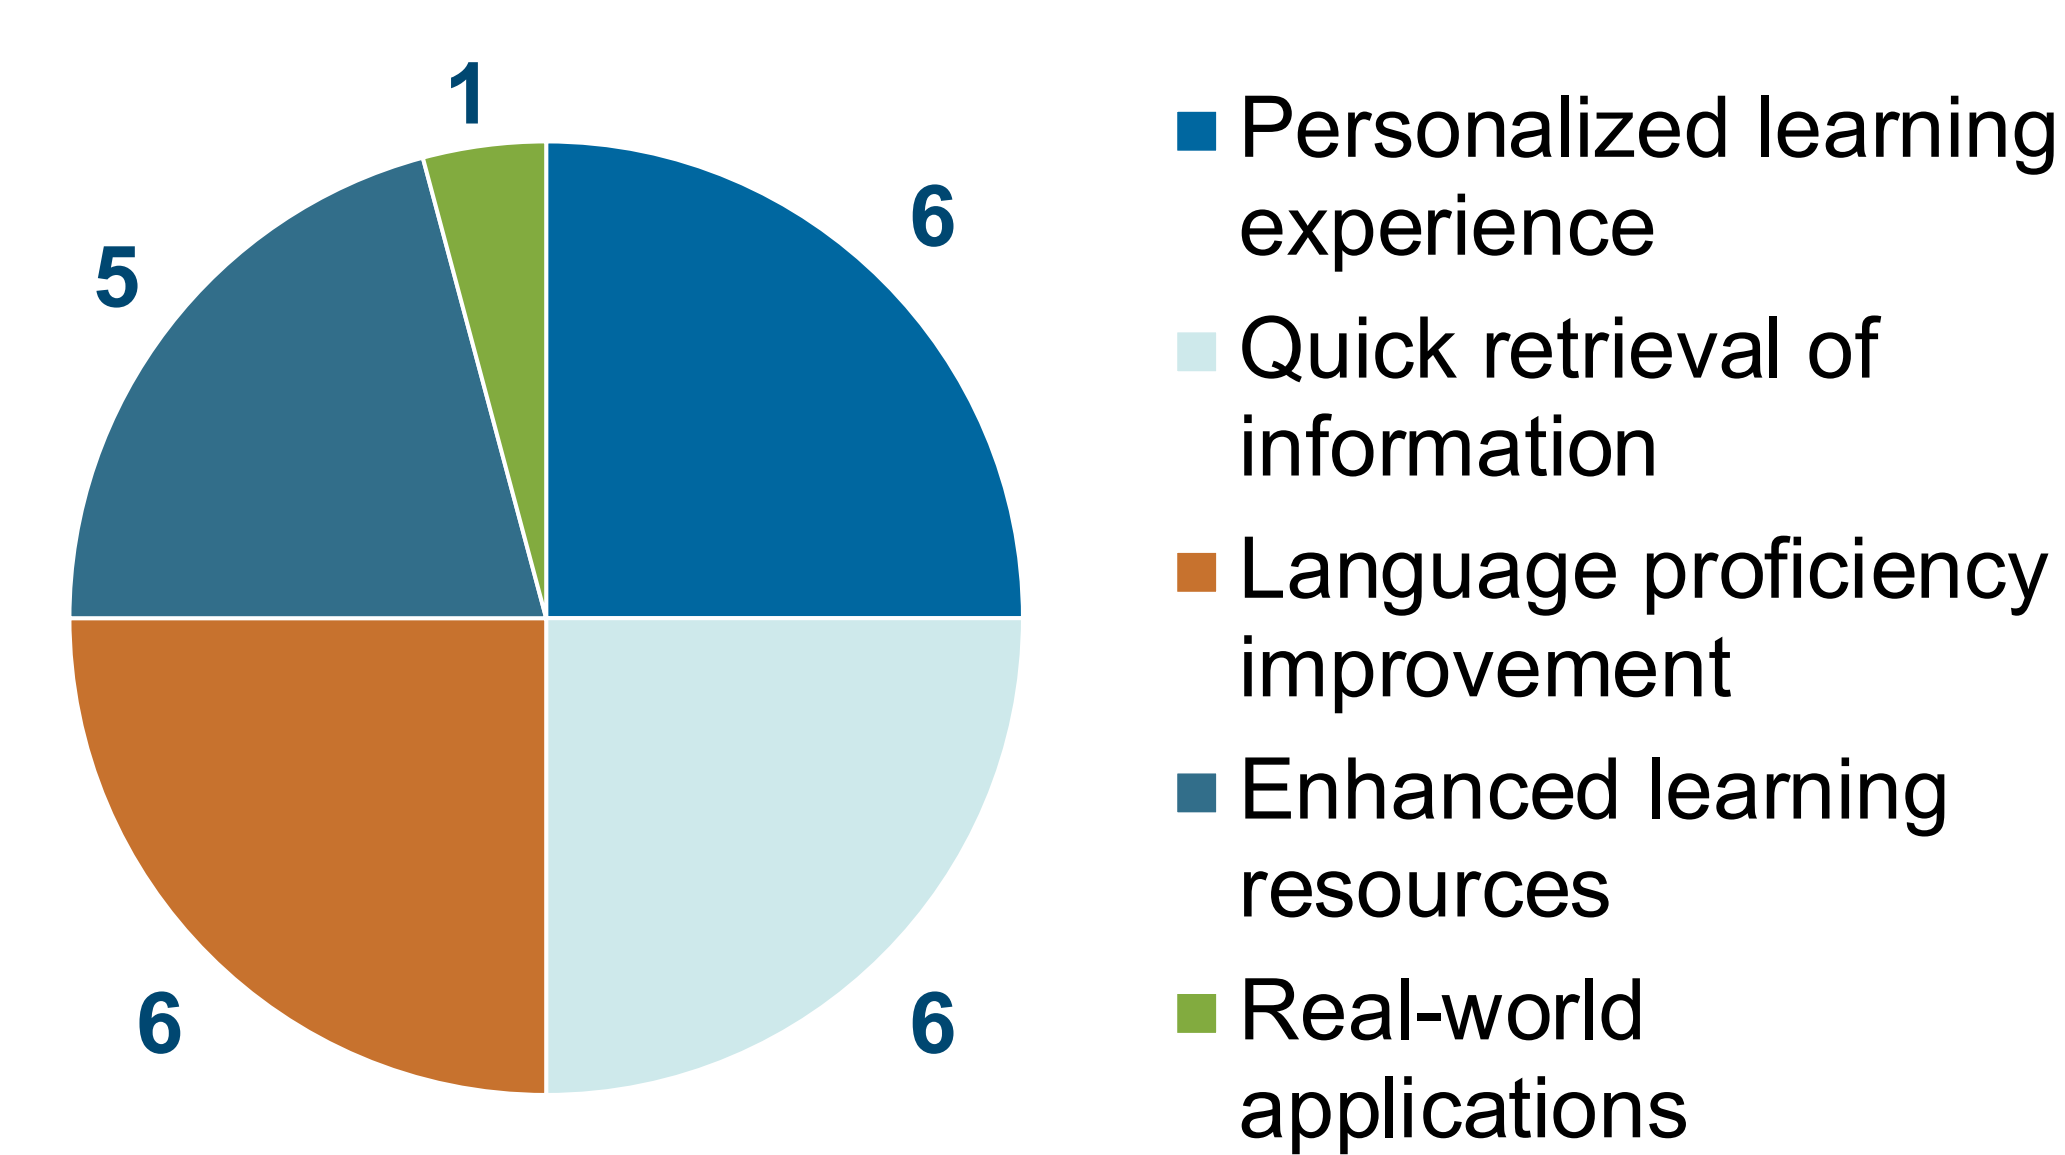 1
6
5
6
6
Personalized learning
experience
Quick retrieval of
information
Language proficiency
improvement
Enhanced learning
resources
Real-world
applications